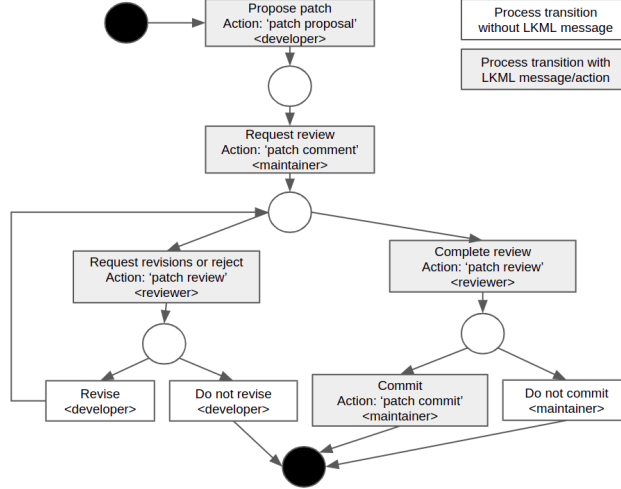 Propose patch
Action: ‘patch proposal’
<developer>
Process transition
without LKML message
Process transition with
LKML message/action
Request review
Action: ‘patch comment’
<maintainer>
Request revisions or reject
Action: ‘patch review’
<reviewer>
Complete review
Action: ‘patch review’
<reviewer>
Revise
<developer>
Do not revise
<developer>
Commit
Action: ‘patch commit’
<maintainer>
Do not commit
<maintainer>